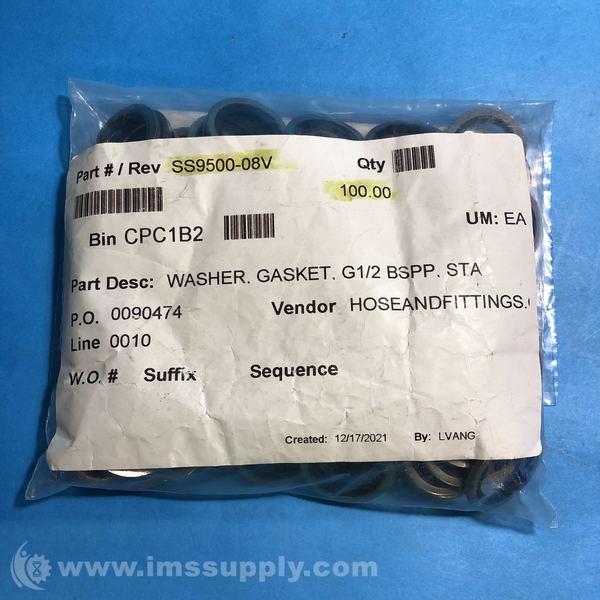 Part # / Rev SS9500-08V Qty
100.00
UM: EA
Bin CPC1B2
Part Desc: WASHER, GASKET, G1/2 BSPP, STA
P.O. 0090474 Vendor HOSEANDFITTINGS.
Line 0010
W.O. # Suffix Sequence
Created: 12/17/2021 By: LVANG
www.imssupply.com